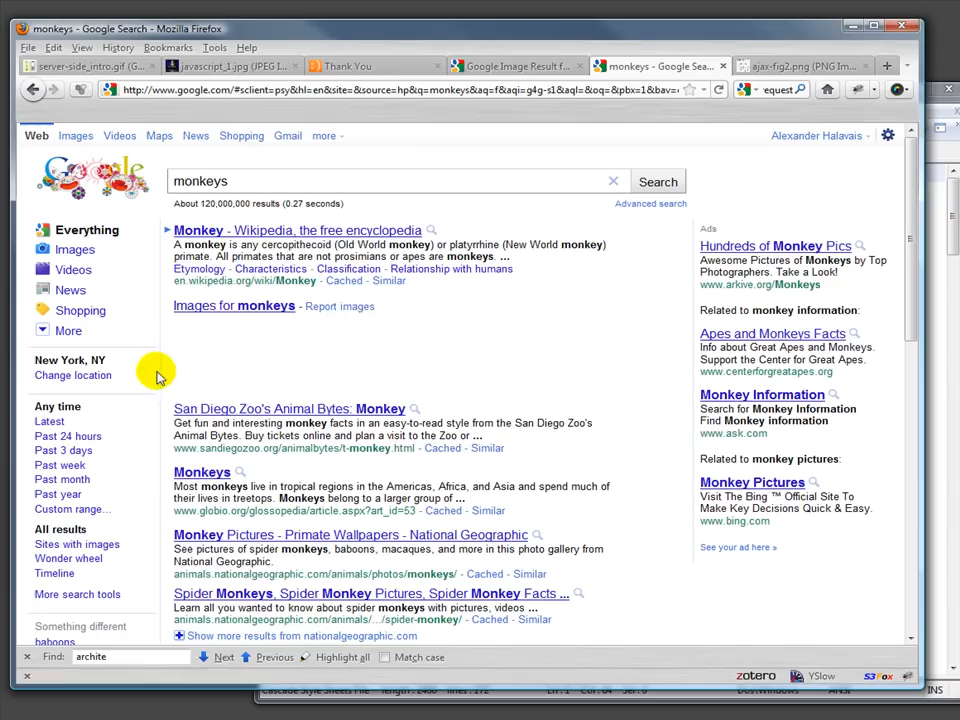 monkeys - Google Search - Mozilla Firefox
File Edit View History Bookmarks Tools Help
server-side_intro.gif (G... javascript_1.jpg (JPEG I... Thank You Google Image Result f... monkeys - Google Sea... ajax-fig2.png (PNG Im...
http://www.google.com/#sclient=psy&hl=en&site=&source=hp&q=monkeys&aq=f&aqi=g4g-s1&aql=&oq=&pbx=1&bav= equest
Web Images Videos Maps News Shopping Gmail more Alexander Halavais
Google
monkeys Search
About 120,000,000 results (0.27 seconds) Advanced search
Everything
Images
Videos
News
Shopping
More
New York, NY
Change location
Any time
Latest
Past 24 hours
Past 3 days
Past week
Past month
Past year
Custom range...
All results
Sites with images
Wonder wheel
Timeline
More search tools
Something different
baboons
Monkey - Wikipedia, the free encyclopedia
A monkey is any cercopithecoid (Old World monkey) or platyrrhine (New World monkey)
primate. All primates that are not prosimians or apes are monkeys. ...
Etymology - Characteristics - Classification - Relationship with humans
en.wikipedia.org/wiki/Monkey - Cached - Similar
Images for monkeys - Report images
San Diego Zoo's Animal Bytes: Monkey
Get fun and interesting monkey facts in an easy-to-read style from the San Diego Zoo's
Animal Bytes. Buy tickets online and plan a visit to the Zoo or ...
www.sandiegozoo.org/animalbytes/t-monkey.html - Cached - Similar
Monkeys
Most monkeys live in tropical regions in the Americas, Africa, and Asia and spend much of
their lives in treetops. Monkeys belong to a larger group of ...
www.globio.org/glossopedia/article.aspx?art_id=53 - Cached - Similar
Monkey Pictures - Primate Wallpapers - National Geographic
See pictures of spider monkeys, baboons, macaques, and more in this photo gallery from
National Geographic.
animals.nationalgeographic.com/animals/photos/monkeys/ - Cached - Similar
Spider Monkeys, Spider Monkey Pictures, Spider Monkey Facts ...
Learn all you wanted to know about spider monkeys with pictures, videos ...
animals.nationalgeographic.com/animals/.../spider-monkey/ - Cached - Similar
Show more results from nationalgeographic.com
Ads
Hundreds of Monkey Pics
Awesome Pictures of Monkeys by Top
Photographers. Take a Look!
www.arkive.org/Monkeys
Related to monkey information:
Apes and Monkeys Facts
Info about Great Apes and Monkeys.
Support the Center for Great Apes.
www.centerforgreatapes.org
Monkey Information
Search for Monkey Information
Find Monkey information
www.ask.com
Related to monkey pictures:
Monkey Pictures
Visit The Bing ™ Official Site To
Make Key Decisions Quick & Easy.
www.bing.com
See your ad here »
Find: archite Next Previous Highlight all Match case
zotero YSlow S3Fox
INS